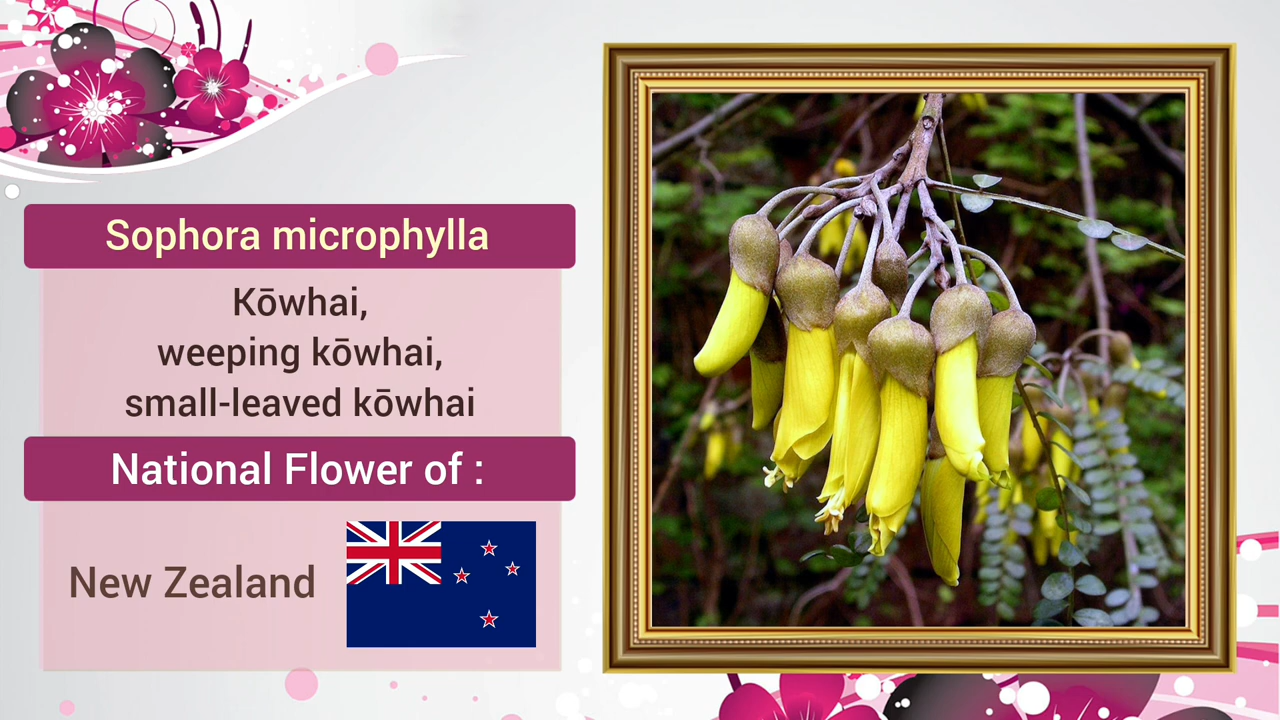 Sophora microphylla
Kōwhai,
weeping kōwhai,
small-leaved kōwhai
National Flower of :
New Zealand